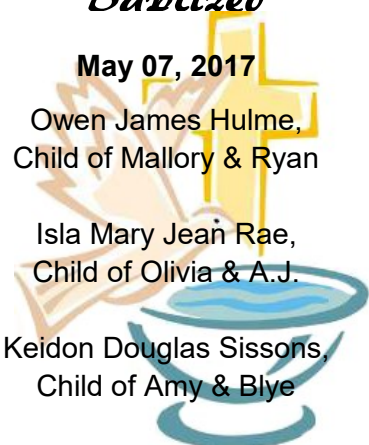 Baptized
May 07, 2017
Owen James Hulme,
Child of Mallory & Ryan
Isla Mary Jean Rae,
Child of Olivia & A.J.
Keidon Douglas Sissons,
Child of Amy & Blye